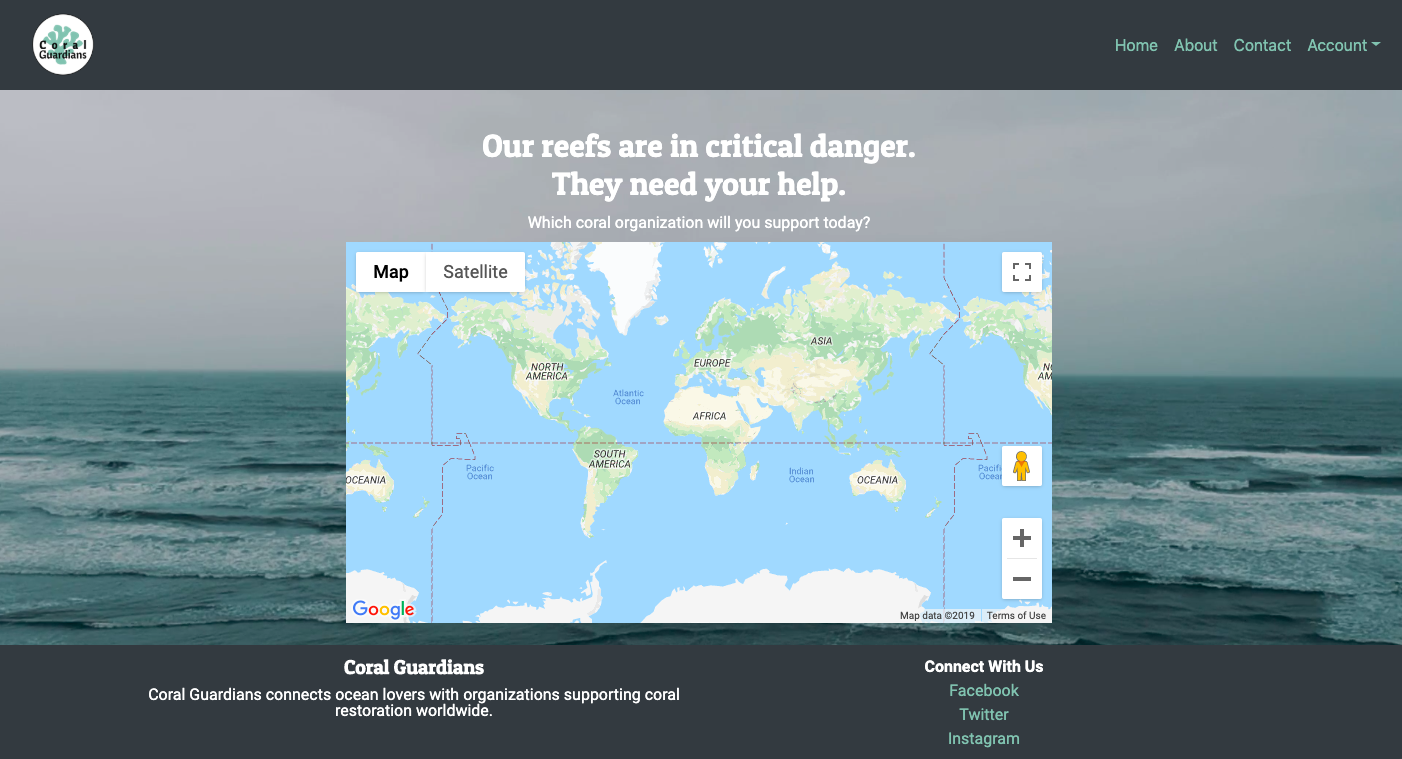 Coral
Guardians
Home About Contact Account
Our reefs are in critical danger.
They need your help.
Which coral organization will you support today?
Map Satellite
ASIA
EUROPE
NORTH
AMERICA
N
AM
Atlantic
Ocean
AFRICA
SOUTH
AMERICA
Pacific
Ocean
Indian
Ocean
Pacifi
Ocea
OCEANIA
OCEANIA
Google
Map data ©2019 Terms of Use
Coral Guardians
Coral Guardians connects ocean lovers with organizations supporting coral
restoration worldwide.
Connect With Us
Facebook
Twitter
Instagram